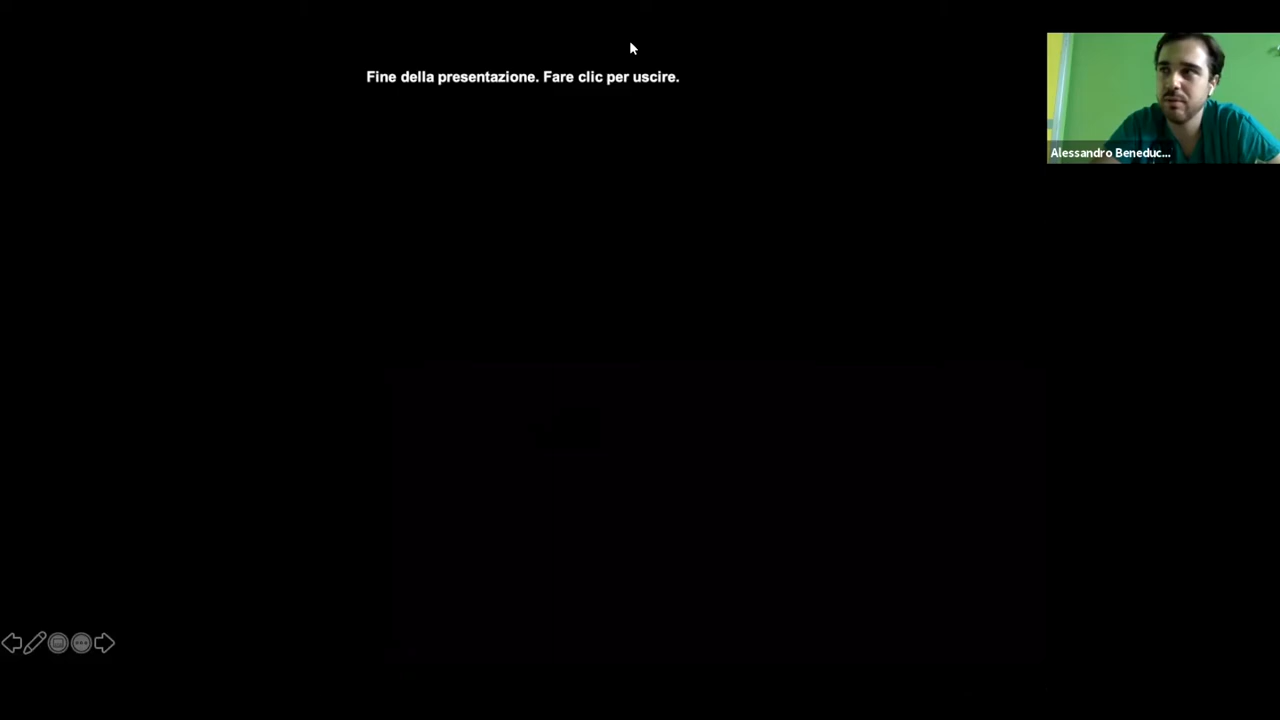 Fine della presentazione. Fare clic per uscire.
Alessandro Beneduc...